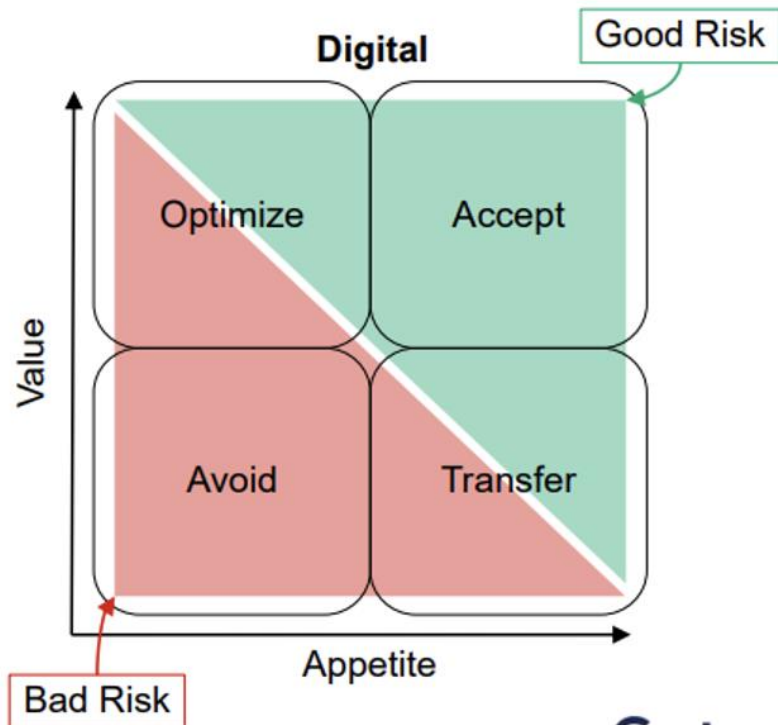 Digital
Good Risk
Optimize
Accept
Value
Avoid
Transfer
Appetite
Bad Risk